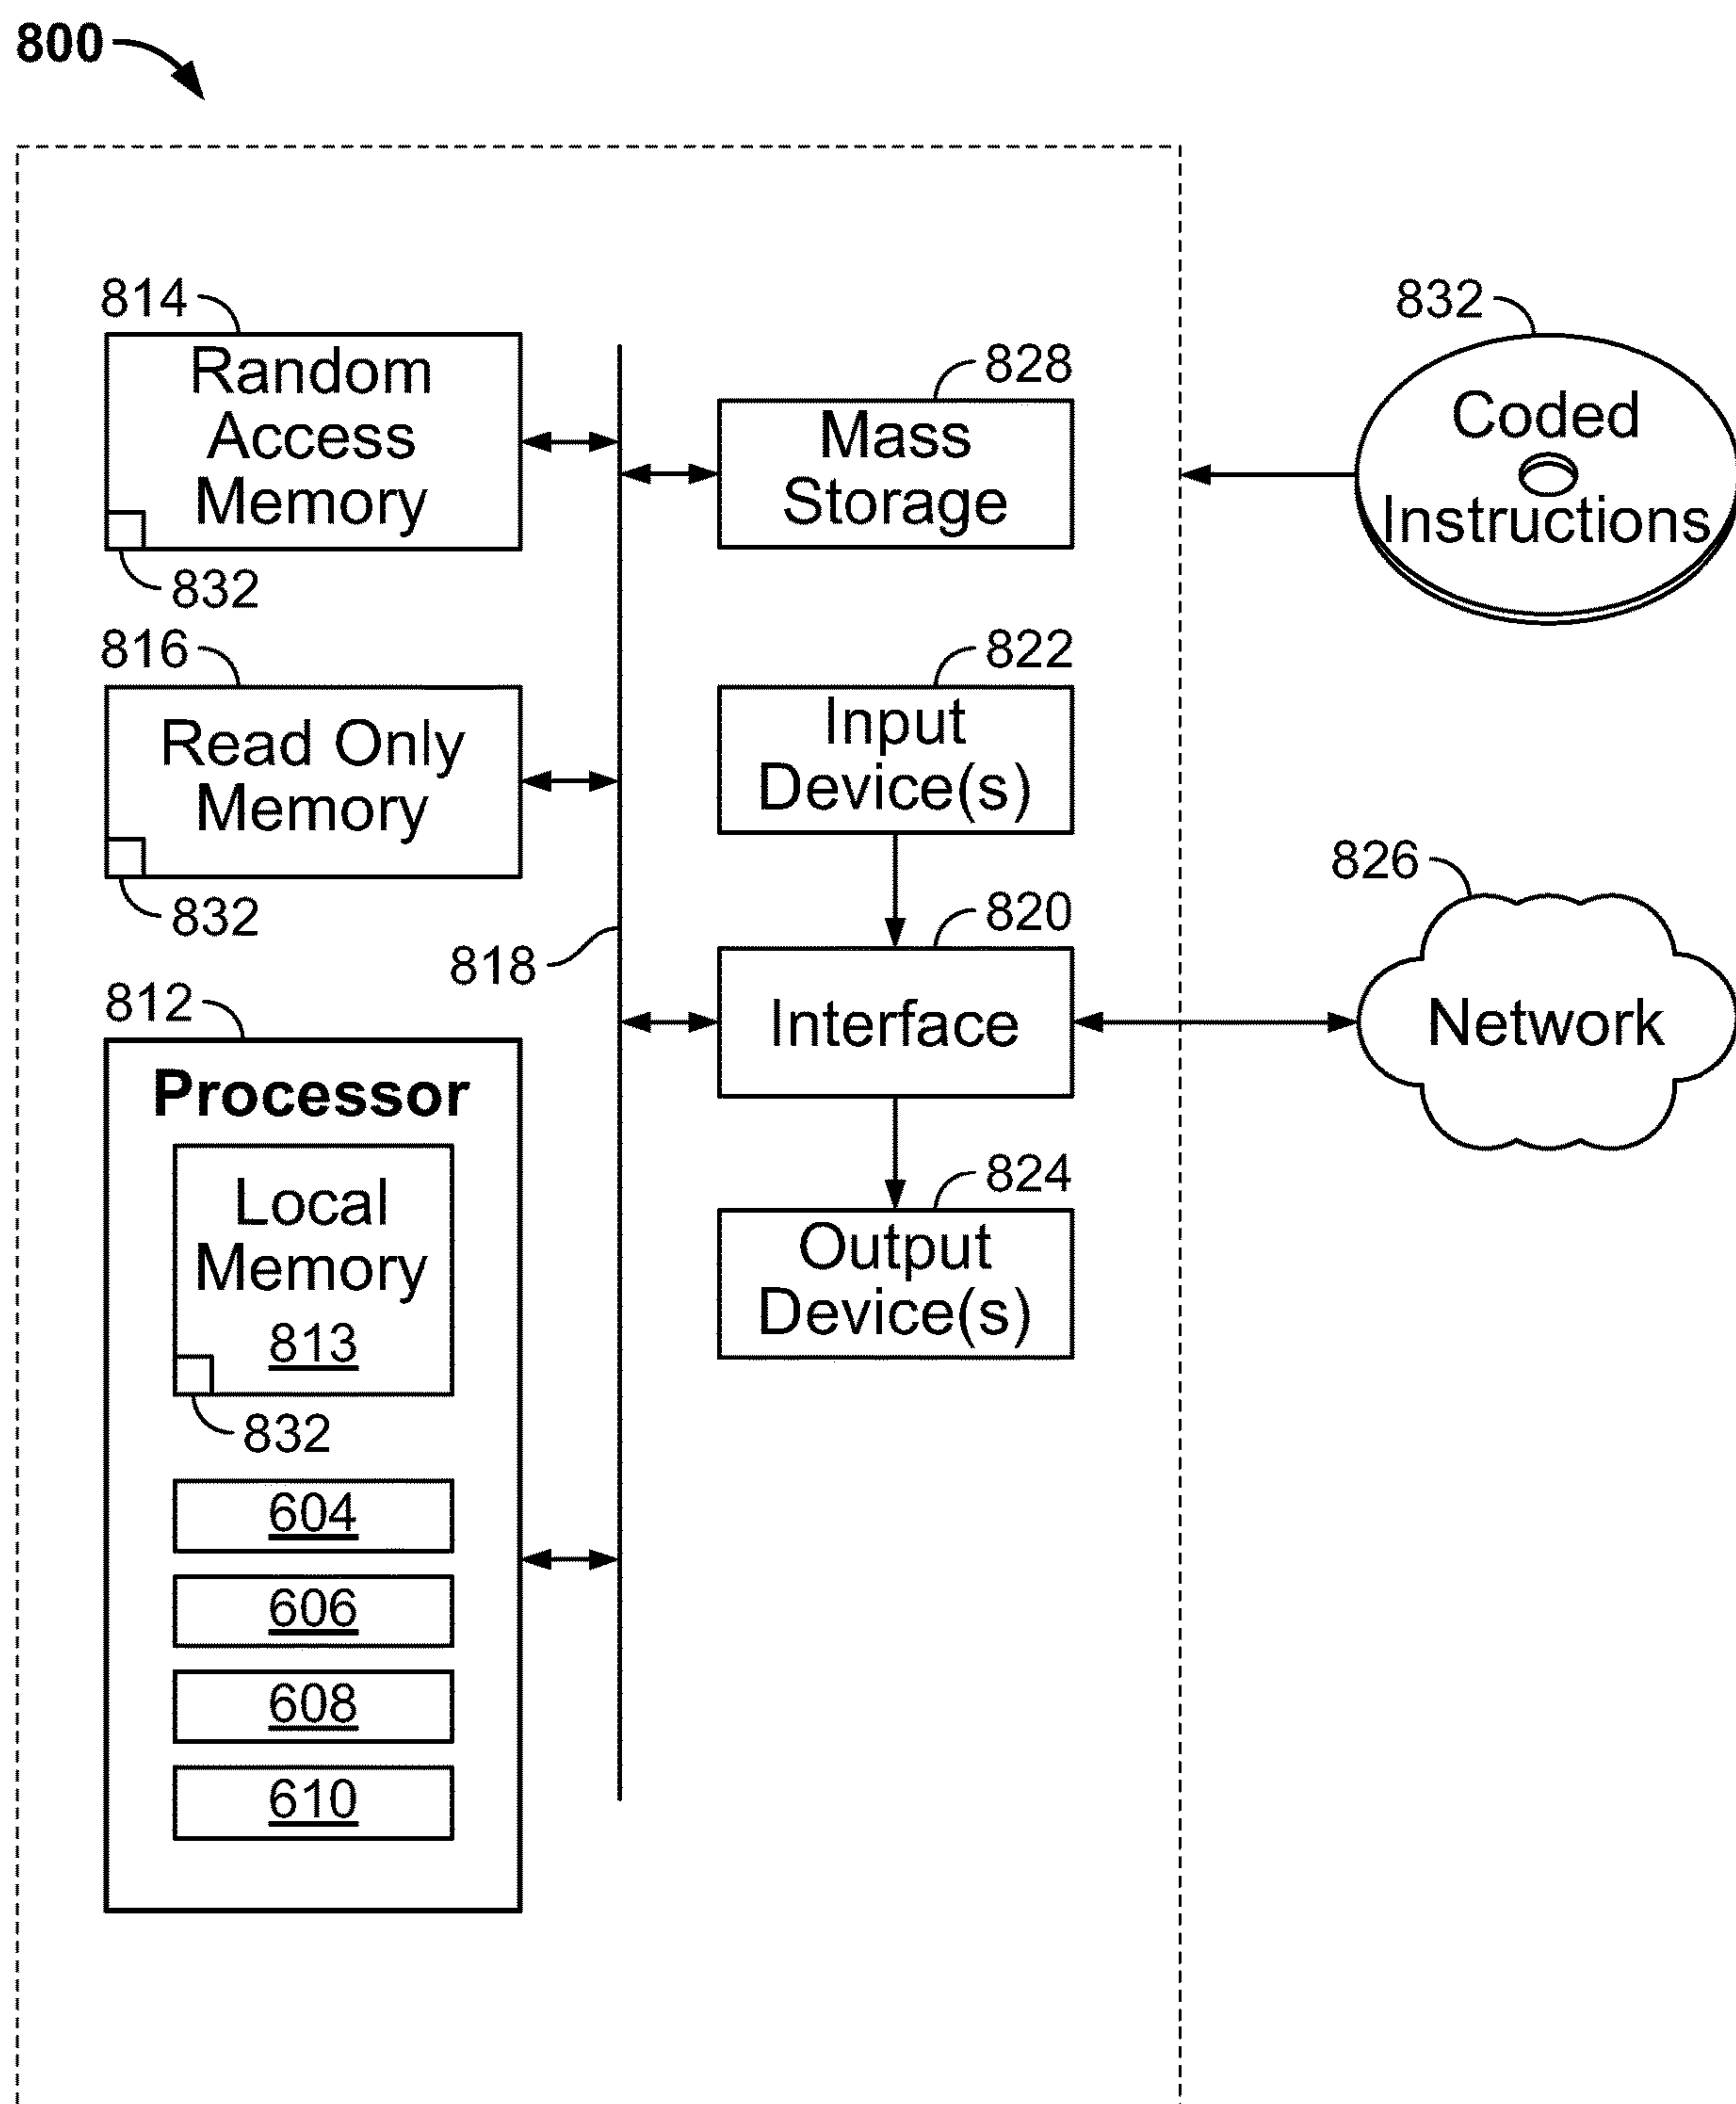 800
814
Random
Access
Memory
832
828
Mass
Storage
832
Coded
Instructions
816
Read Only
Memory
832
822
Input
Device(s)
818
820
Interface
826
Network
812
Processor
Local
Memory
813
832
604
606
608
610
824
Output
Device(s)